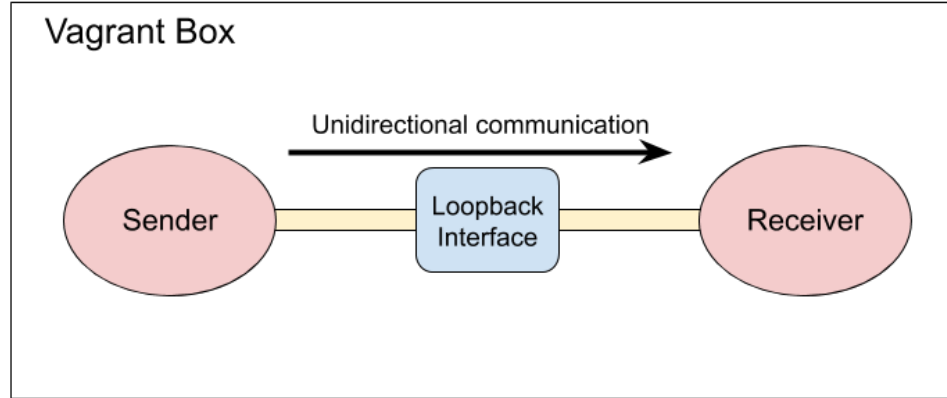 Vagrant Box
Unidirectional communication
Sender
Loopback
Interface
Receiver